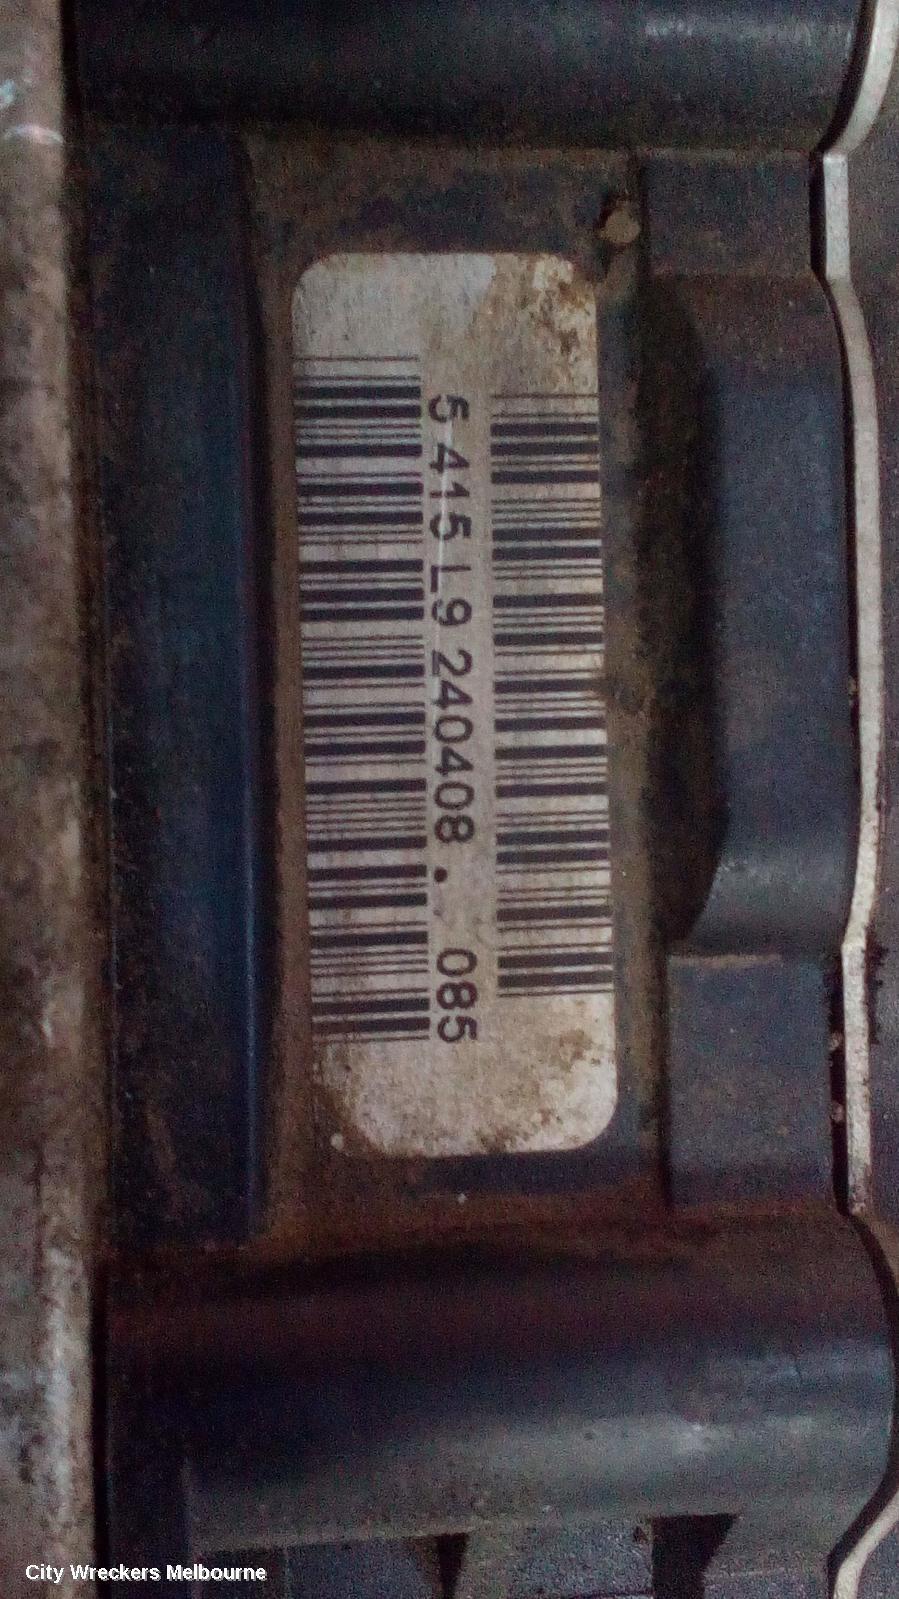 5 415 L9 240408 . 085
City Wreckers Melbourne